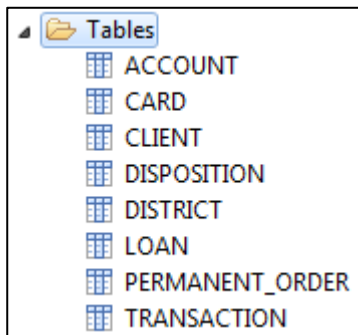 Tables
ACCOUNT
CARD
CLIENT
DISPOSITION
DISTRICT
LOAN
PERMANENT_ORDER
TRANSACTION